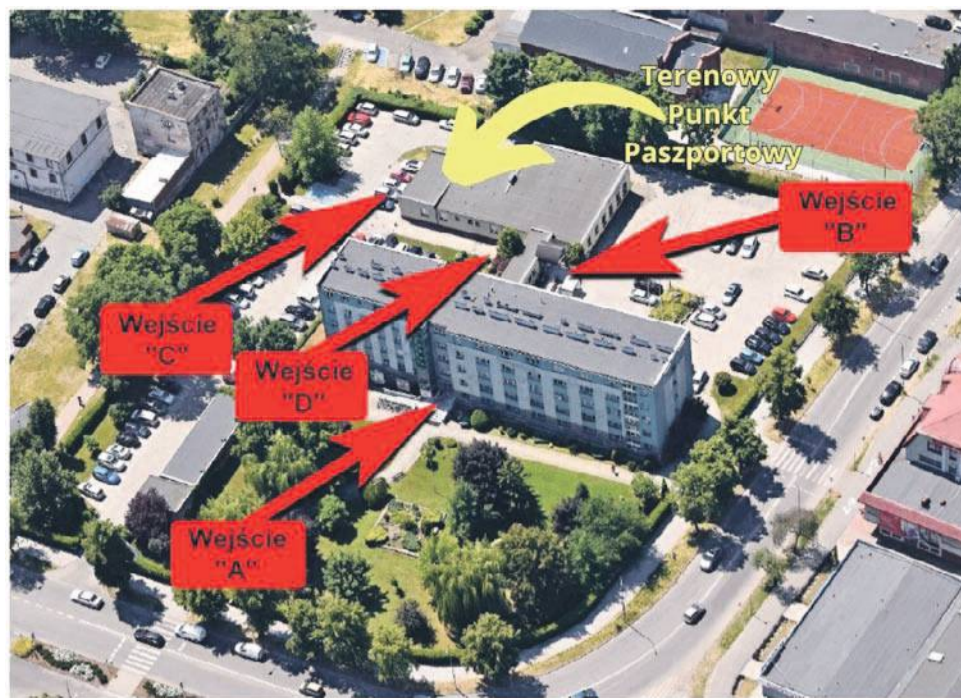 Terenowy
Punkt
Paszportowy
Wejście
"B"
Wejście
"C"
Wejście
"D"
Wejście
"A"